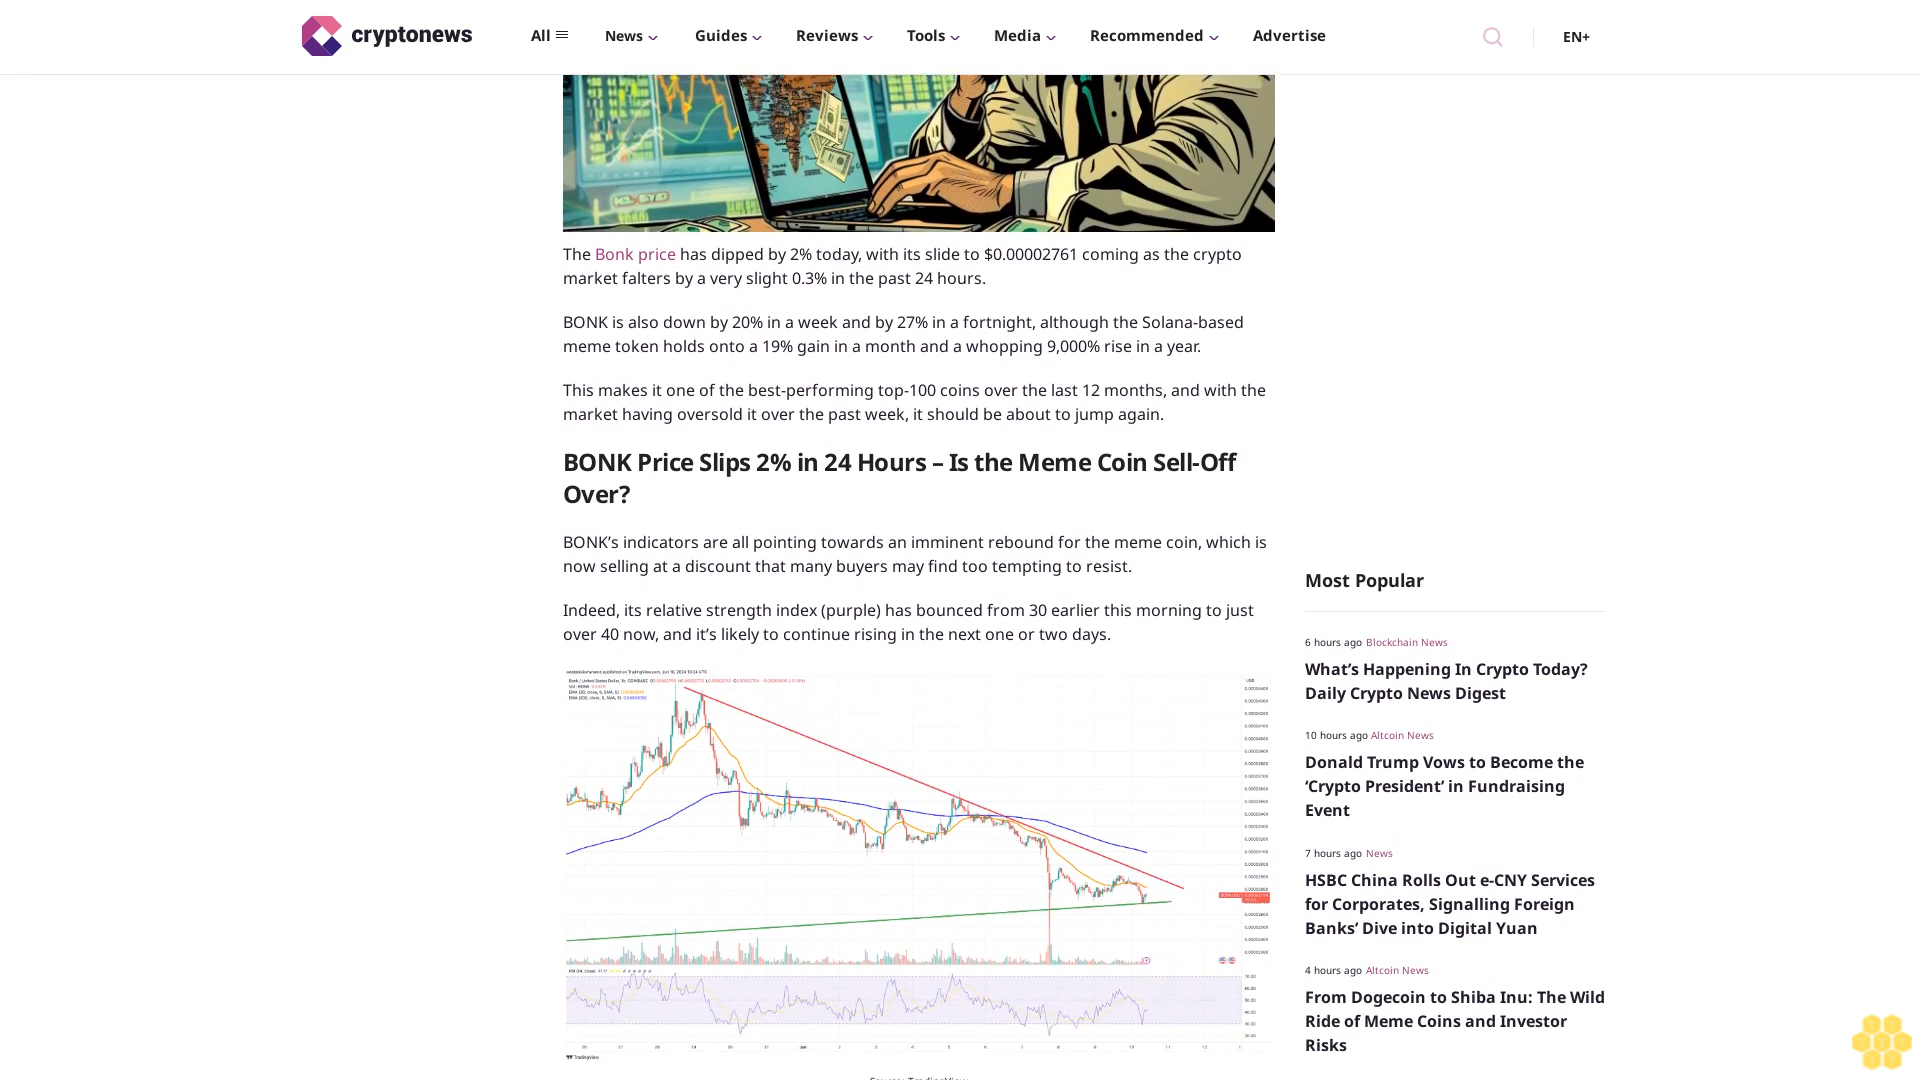 cryptonews
All
News
Guides
Reviews
Tools
Media
Recommended
Advertise
EN+
The Bonk price has dipped by 2% today, with its slide to $0.00002761 coming as the crypto
market falters by a very slight 0.3% in the past 24 hours.
BONK is also down by 20% in a week and by 27% in a fortnight, although the Solana-based
meme token holds onto a 19% gain in a month and a whopping 9,000% rise in a year.
This makes it one of the best-performing top-100 coins over the last 12 months, and with the
market having oversold it over the past week, it should be about to jump again.
BONK Price Slips 2% in 24 Hours – Is the Meme Coin Sell-Off
Over?
BONK’s indicators are all pointing towards an imminent rebound for the meme coin, which is
now selling at a discount that many buyers may find too tempting to resist.
Indeed, its relative strength index (purple) has bounced from 30 earlier this morning to just
over 40 now, and it’s likely to continue rising in the next one or two days.
TradingView
Most Popular
6 hours ago Blockchain News
What’s Happening In Crypto Today?
Daily Crypto News Digest
10 hours ago Altcoin News
Donald Trump Vows to Become the
‘Crypto President’ in Fundraising
Event
7 hours ago News
HSBC China Rolls Out e-CNY Services
for Corporates, Signalling Foreign
Banks’ Dive into Digital Yuan
4 hours ago Altcoin News
From Dogecoin to Shiba Inu: The Wild
Ride of Meme Coins and Investor
Risks